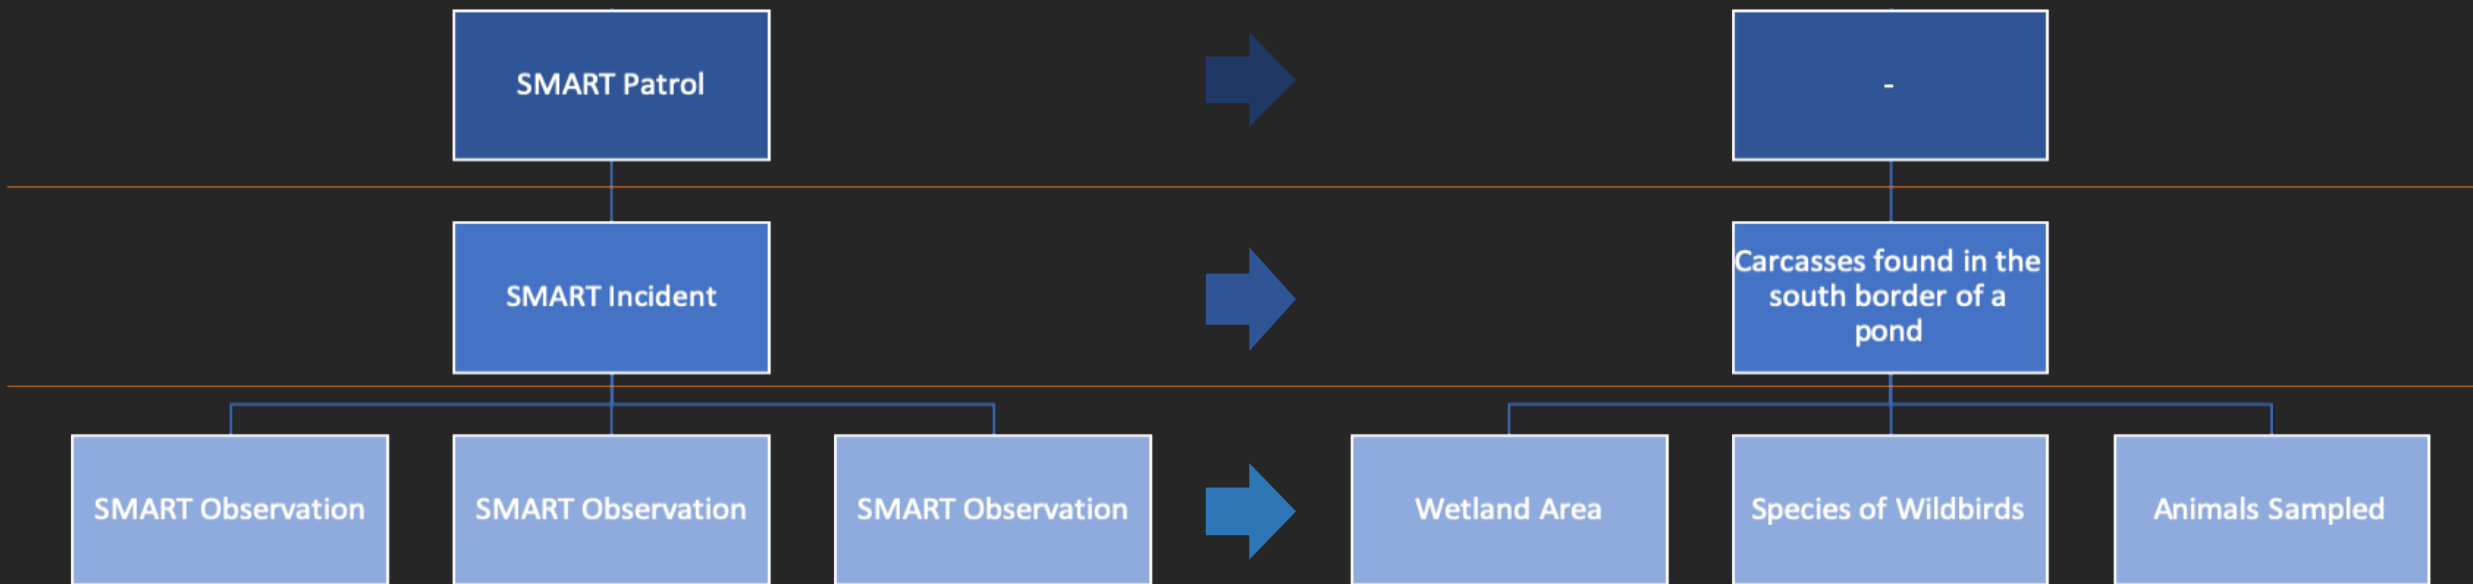 SMART Patrol
-
SMART Incident
Carcasses found in the
south border of a
pond
SMART Observation
SMART Observation
SMART Observation
Wetland Area
Species of Wildbirds
Animals Sampled